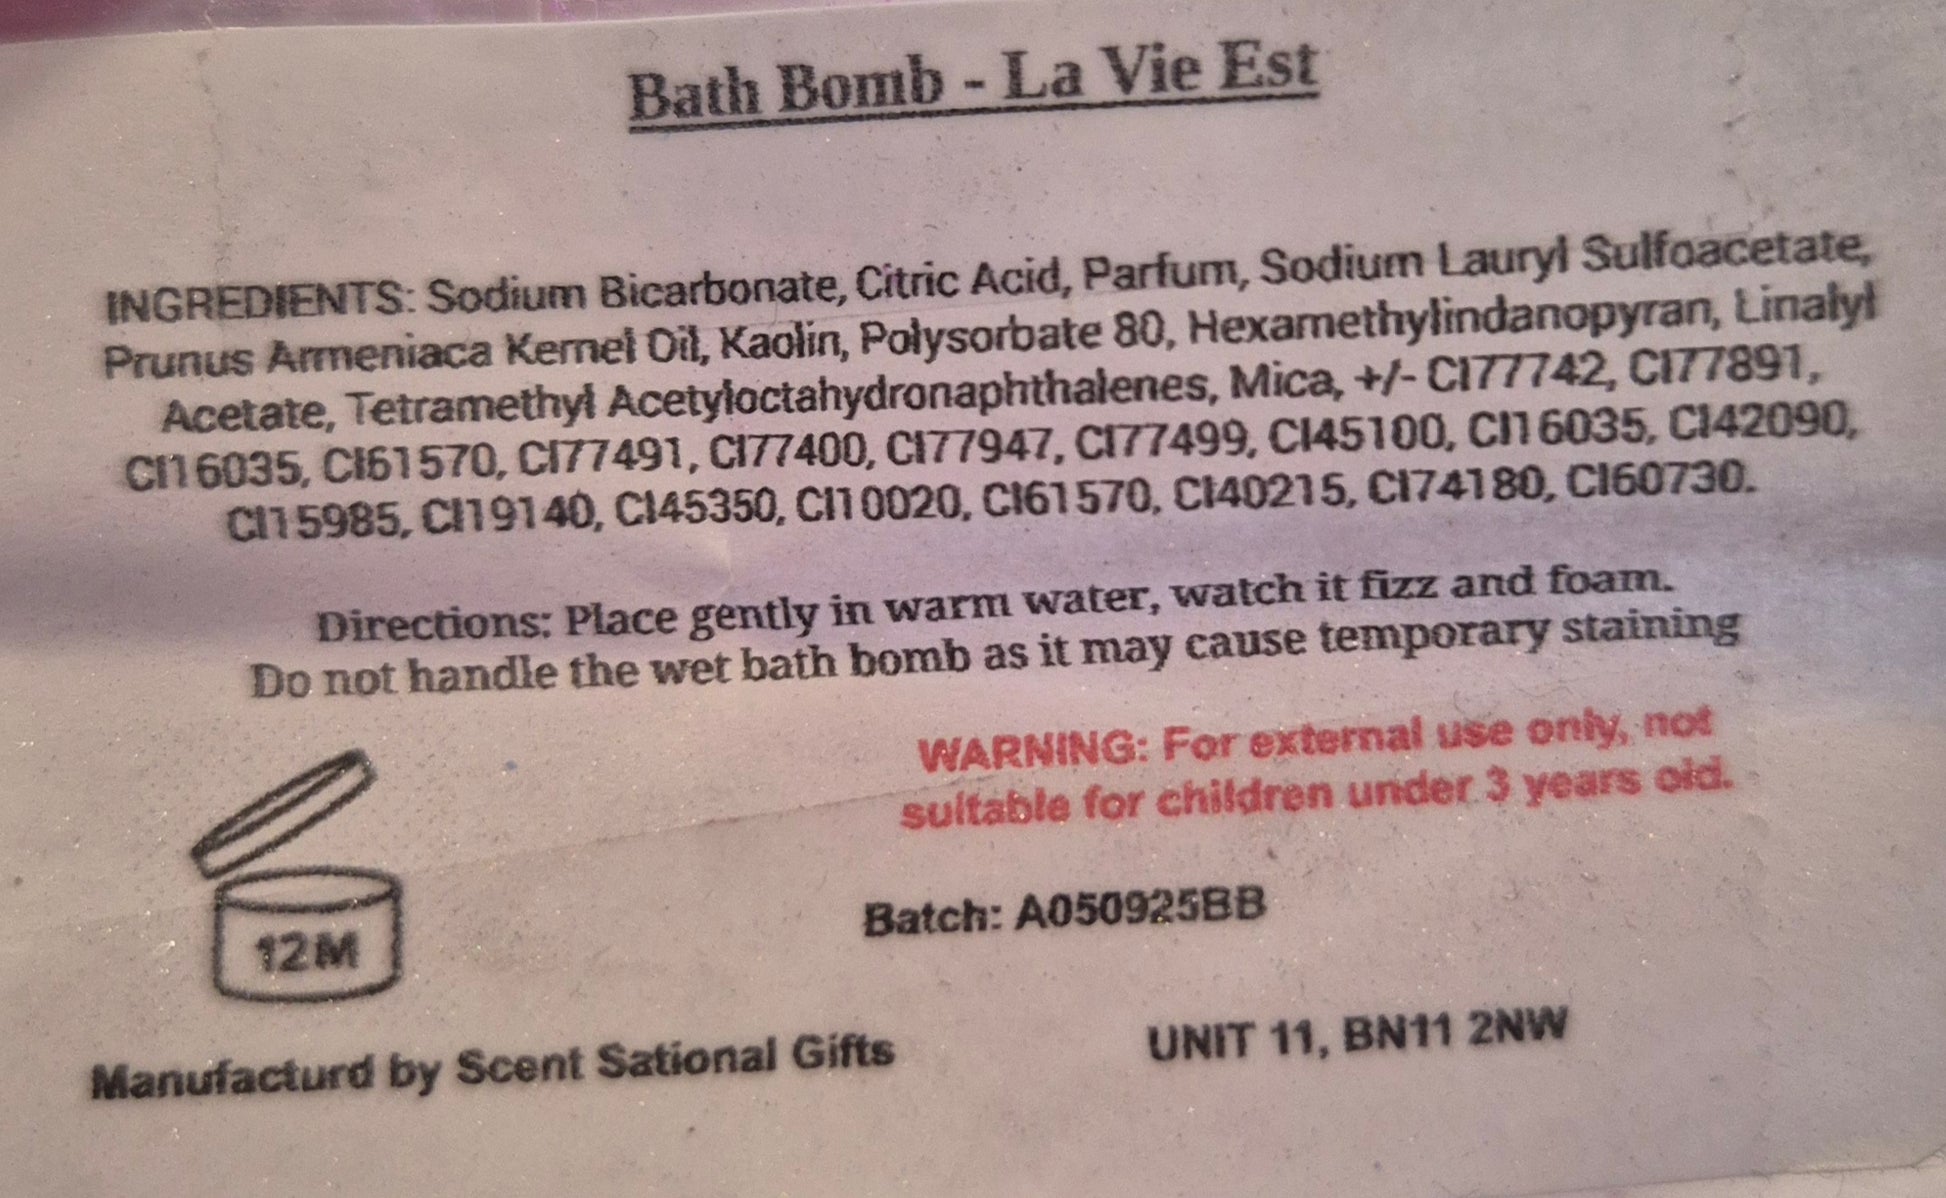 Bath Bomb - La Vie Est
INGREDIENTS: Sodium Bicarbonate, Citric Acid, Parfum, Sodium Lauryl Sulfoacetate,
Prunus Armeniaca Kernel Oil, Kaolin, Polysorbate 80, Hexamethylindanopyran, Linalyl
Acetate, Tetramethyl Acetyloctahydronaphthalenes, Mica, +/- CI77742, CI77891,
CI16035, CI61570, CI77491, CI77400, CI77947, CI77499, CI45100, CI16035, CI42090,
CI15985, CI19140, CI45350, CI10020, CI61570, CI40215, CI74180, CI60730.
Directions: Place gently in warm water, watch it fizz and foam.
Do not handle the wet bath bomb as it may cause temporary staining
WARNING: For external use only, not
suitable for children under 3 years old.
12M
Batch: A050925BB
Manufacturd by Scent Sational Gifts
UNIT 11, BN11 2NW